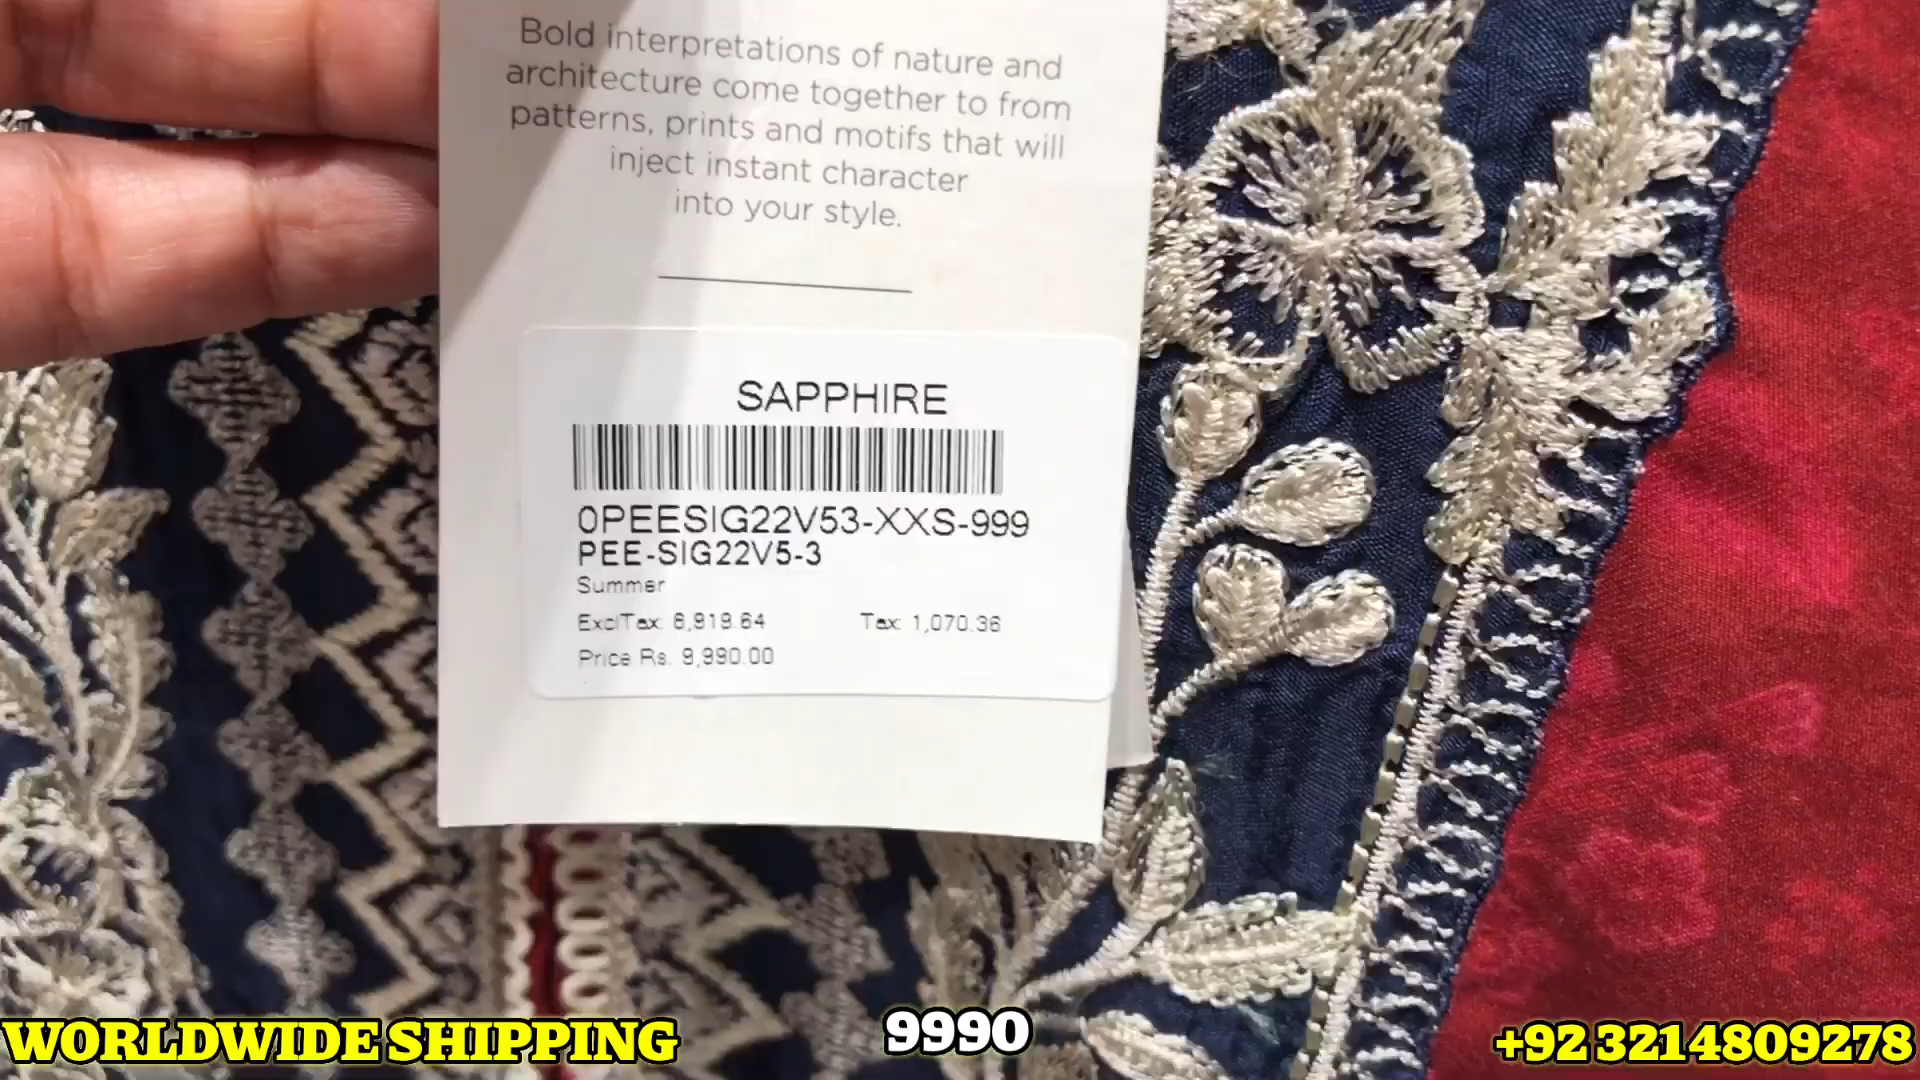 Bold interpretations of nature and
architecture come together to from
patterns, prints and motifs that will
inject instant character
into your style.
SAPPHIRE
0PEESIG22V53-XXS-999
PEE-SIG22V5-3
Summer
ExclTax: 8,919.64 Tax: 1,070.36
Price Rs. 9,990.00
WORLDWIDE SHIPPING
9990
+92 3214809278